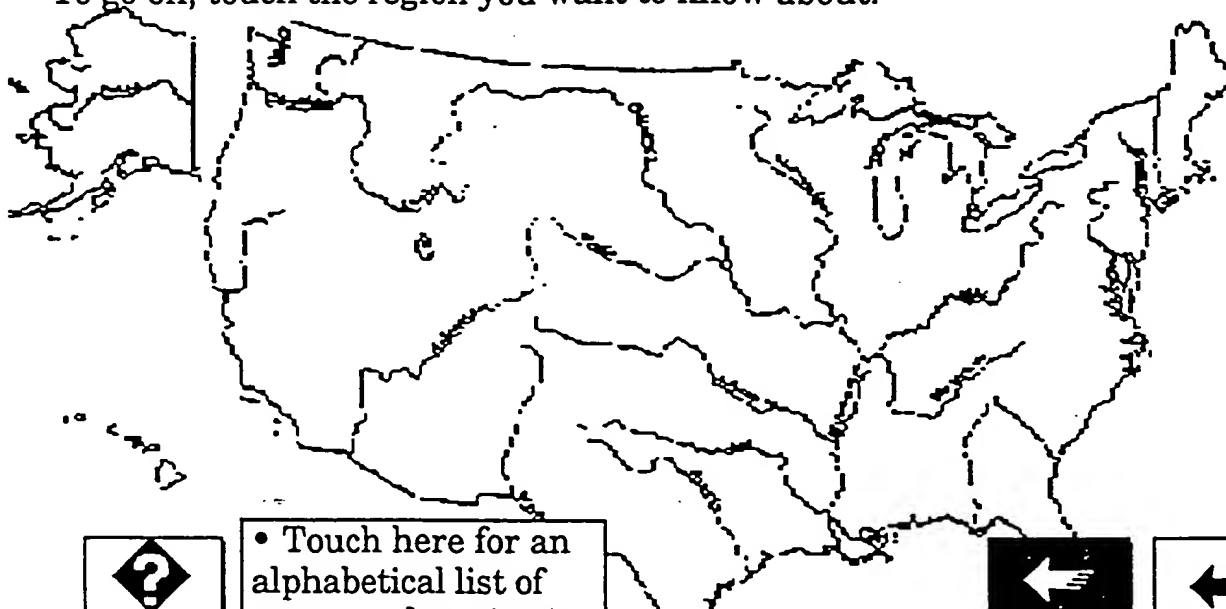 To go on, touch the region you want to know about.
?
• Touch here for an
alphabetical list of